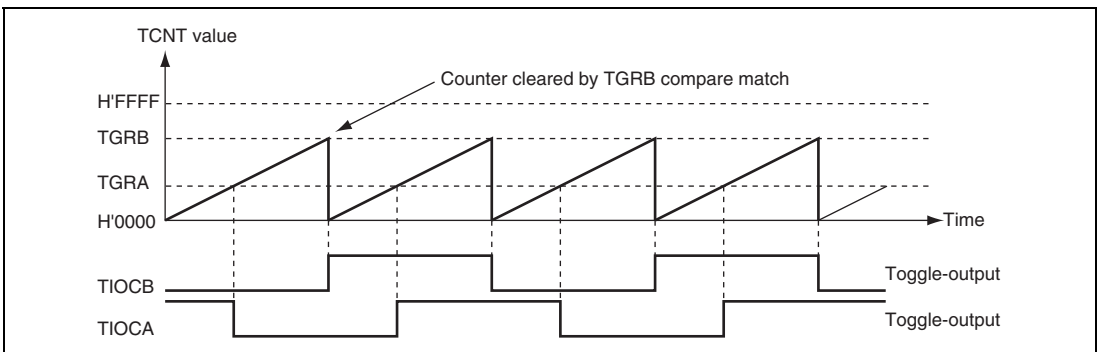 TCNT value
Counter cleared by TGRB compare match
H'FFFF
TGRB
TGRA
H'0000
Time
TIOCB
Toggle-output
TIOCA
Toggle-output